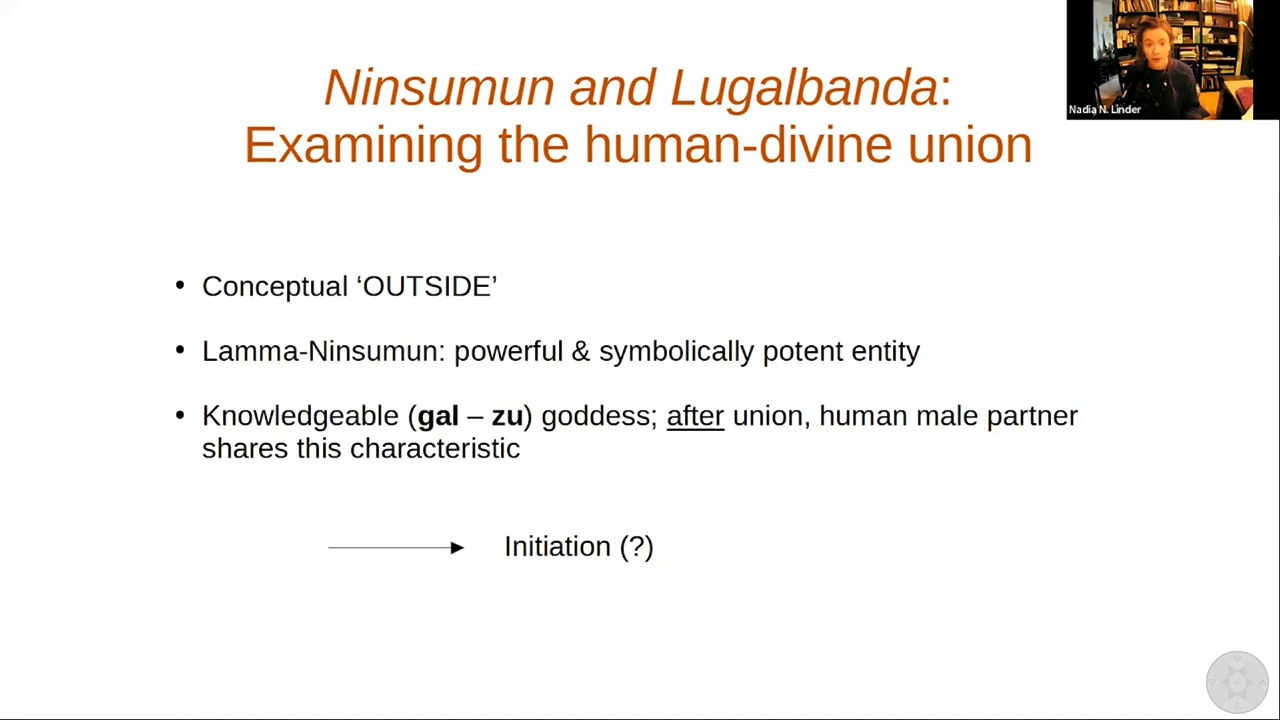 Ninsumun and Lugalbanda:
Examining the human-divine union
Nadia N. Linder
• Conceptual ‘OUTSIDE’
• Lamma-Ninsumun: powerful & symbolically potent entity
• Knowledgeable (gal – zu) goddess; after union, human male partner
shares this characteristic
Initiation (?)